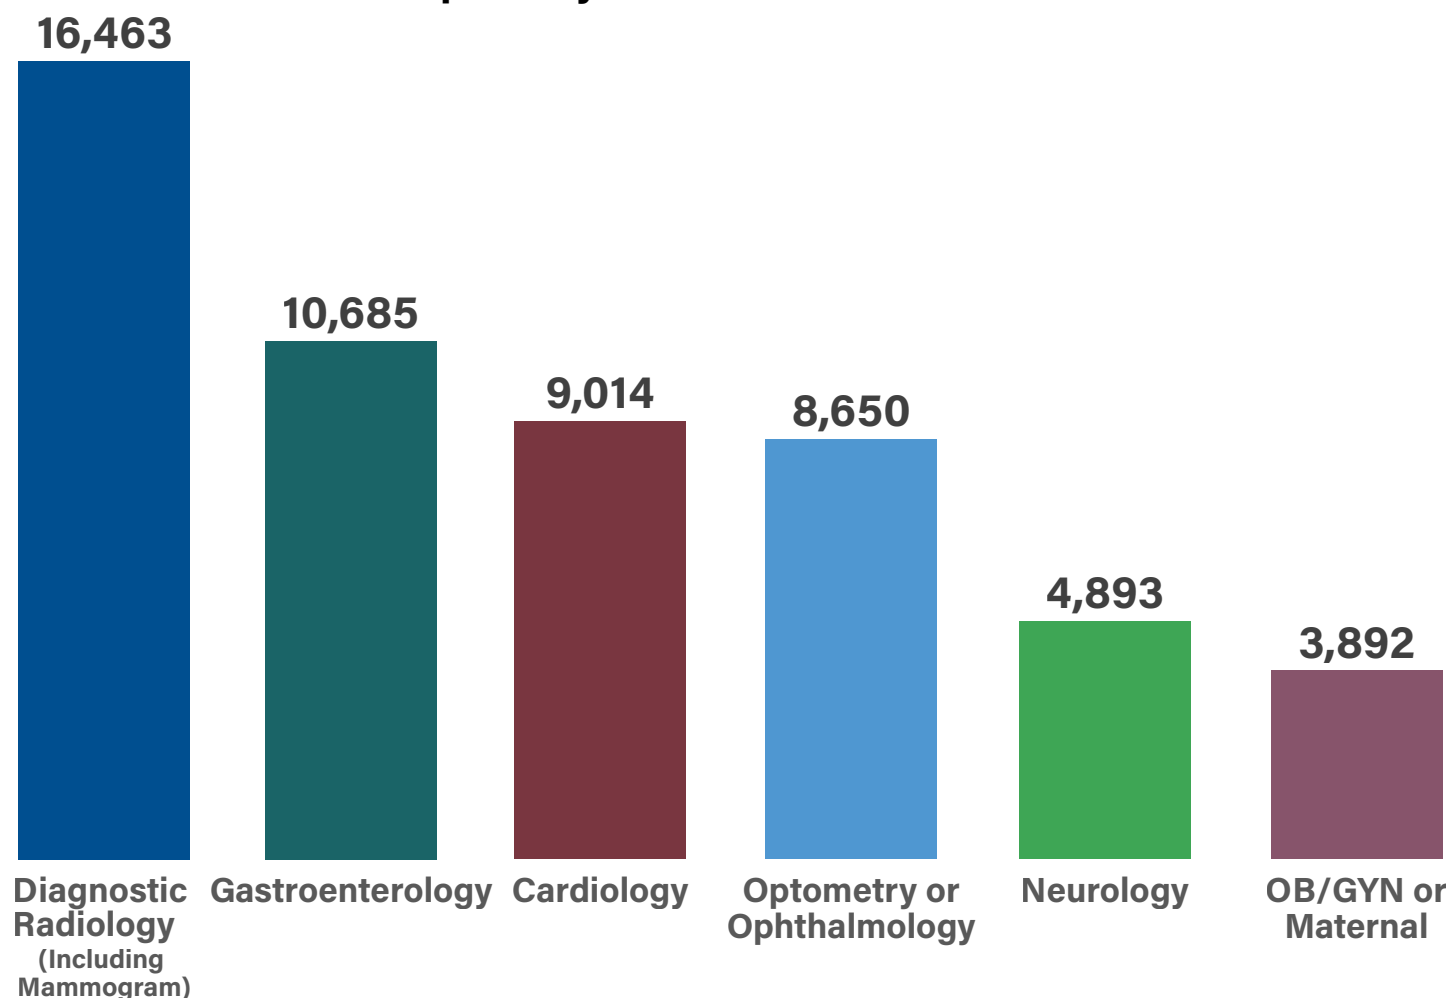 16,463
10,685
9,014
8,650
4,893
3,892
Diagnostic
Radiology
(Including
Mammogram)
Gastroenterology
Cardiology
Optometry or
Ophthalmology
Neurology
OB/GYN or
Maternal